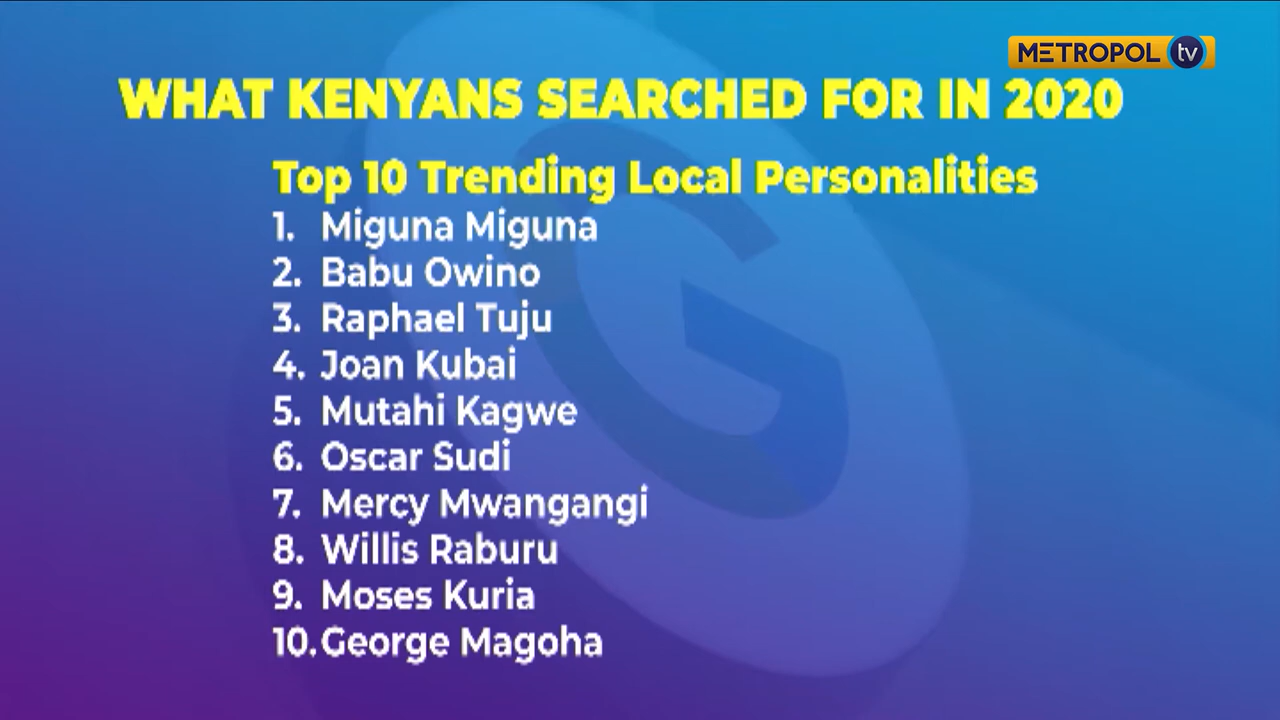 METROPOL tv
WHAT KENYANS SEARCHED FOR IN 2020
Top 10 Trending Local Personalities
1. Miguna Miguna
2. Babu Owino
3. Raphael Tuju
4. Joan Kubai
5. Mutahi Kagwe
6. Oscar Sudi
7. Mercy Mwangangi
8. Willis Raburu
9. Moses Kuria
10. George Magoha